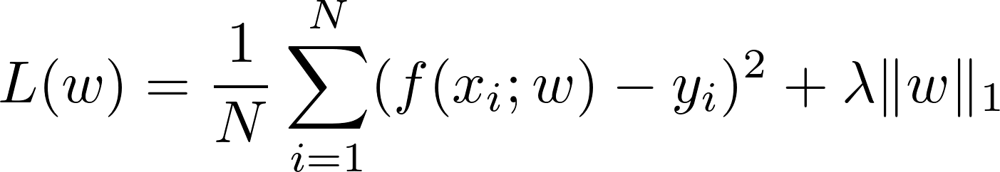 L(w) = \frac{1}{N} \sum_{i=1}^{N} (f(x_i; w) - y_i)^2 + \lambda \|w\|_1